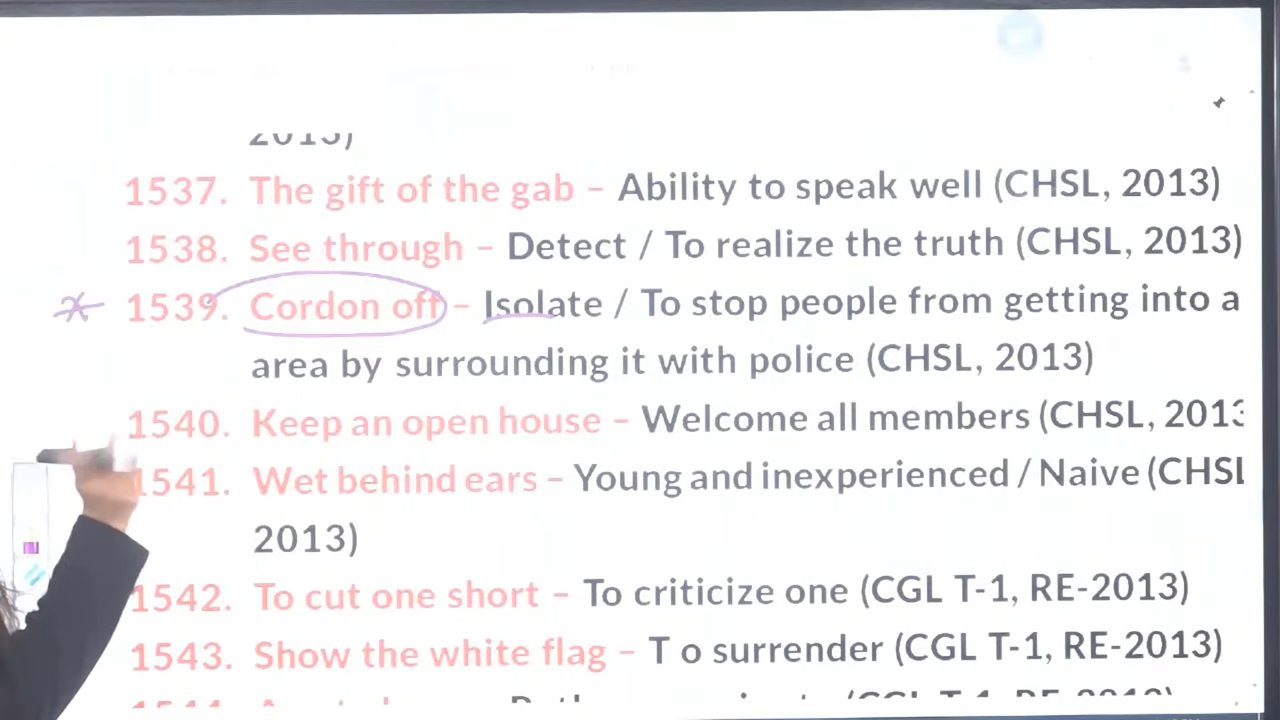 2013)
1537. The gift of the gab – Ability to speak well (CHSL, 2013)
1538. See through – Detect / To realize the truth (CHSL, 2013)
1539. Cordon off – Isolate / To stop people from getting into a
area by surrounding it with police (CHSL, 2013)
1540. Keep an open house – Welcome all members (CHSL, 2013
1541. Wet behind ears – Young and inexperienced / Naive (CHSL
2013)
1542. To cut one short – To criticize one (CGL T-1, RE-2013)
1543. Show the white flag – T o surrender (CGL T-1, RE-2013)